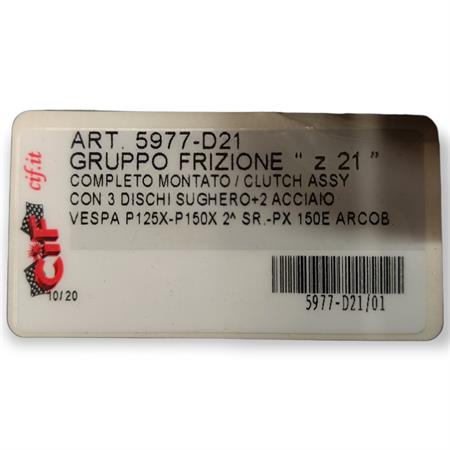 ART. 5977-D21
GRUPPO FRIZIONE " z 21 "
COMPLETO MONTATO / CLUTCH ASSY
CON 3 DISCHI SUGHERO+2 ACCIAIO
VESPA P125X-P150X 2^ SR.-PX 150E ARCOB.
cif.it
CiF
10/20
5977-D21/01